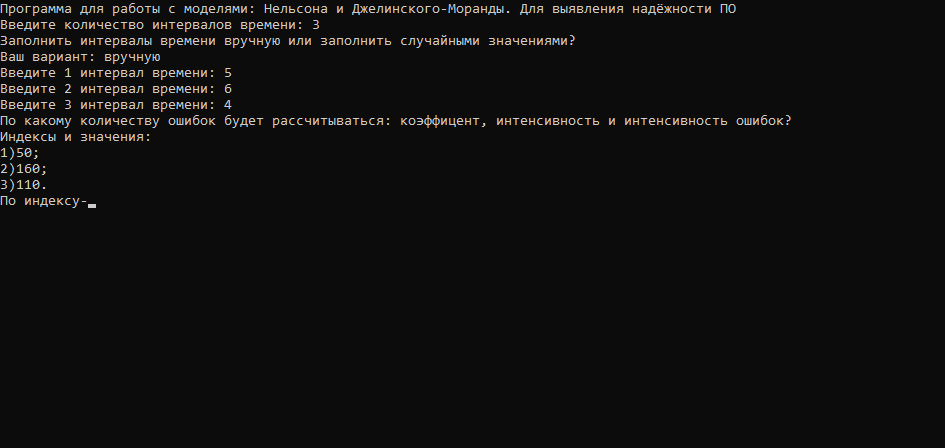 Программа для работы с моделями: Нельсона и Джелинского-Моранды. Для выявления надёжности ПО
Введите количество интервалов времени: 3
Заполнить интервалы времени вручную или заполнить случайными значениями?
Ваш вариант: вручную
Введите 1 интервал времени: 5
Введите 2 интервал времени: 6
Введите 3 интервал времени: 4
По какому количеству ошибок будет рассчитываться: коэффицент, интенсивность и интенсивность ошибок?
Индексы и значения:
1)50;
2)160;
3)110.
По индексу-